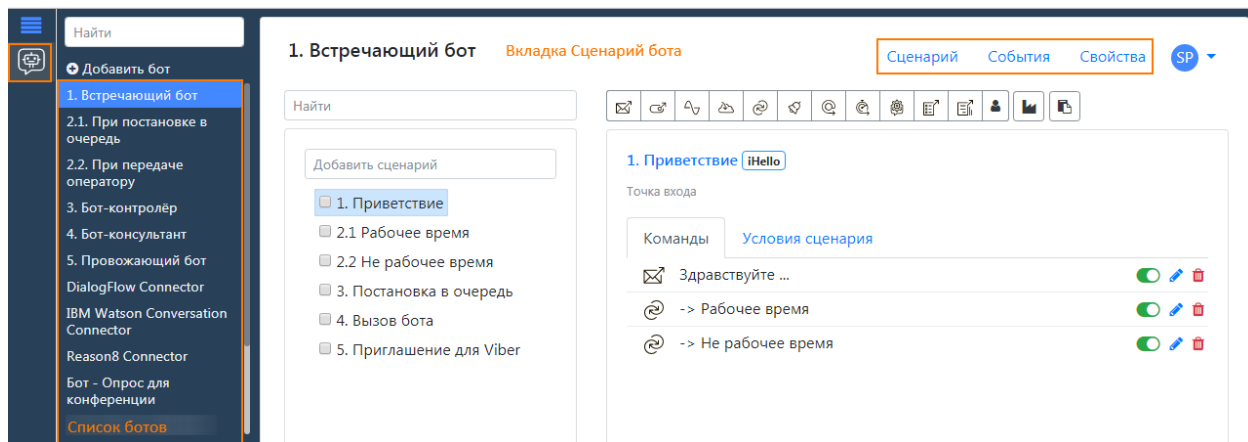 Найти
Добавить бот
1. Встречающий бот
2.1. При постановке в
очередь
2.2. При передаче
оператору
3. Бот-контролёр
4. Бот-консультант
5. Провожающий бот
DialogFlow Connector
IBM Watson Conversation
Connector
Reason8 Connector
Бот - Опрос для
конференции
Список ботов
1. Встречающий бот Вкладка Сценарий бота
Сценарий События Свойства SP
Найти
Добавить сценарий
1. Приветствие
2.1 Рабочее время
2.2 Не рабочее время
3. Постановка в очередь
4. Вызов бота
5. Приглашение для Viber
1. Приветствие iHello
Точка входа
Команды Условия сценария
Здравствуйте ...
-> Рабочее время
-> Не рабочее время